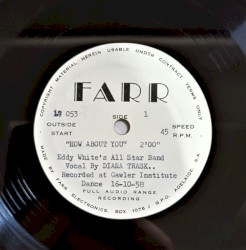 COPYRIGHT MATERIAL HEREIN USABLE UNDER CONTRACT TERMS ONLY
FARR
053
SIDE 1
OUTSIDE START
45 SPEED R.P.M.
"HOW ABOUT YOU" 2'00"
Eddy White's All Star Band
Vocal By DIANA TRASK..
Recorded at Gawler Institute
Dance 16-10-58
FULL AUDIO RANGE
RECORDING
MADE BY FARR ELECTRONICS BOX 1076 J G.P.O. ADELAIDE, S.A.